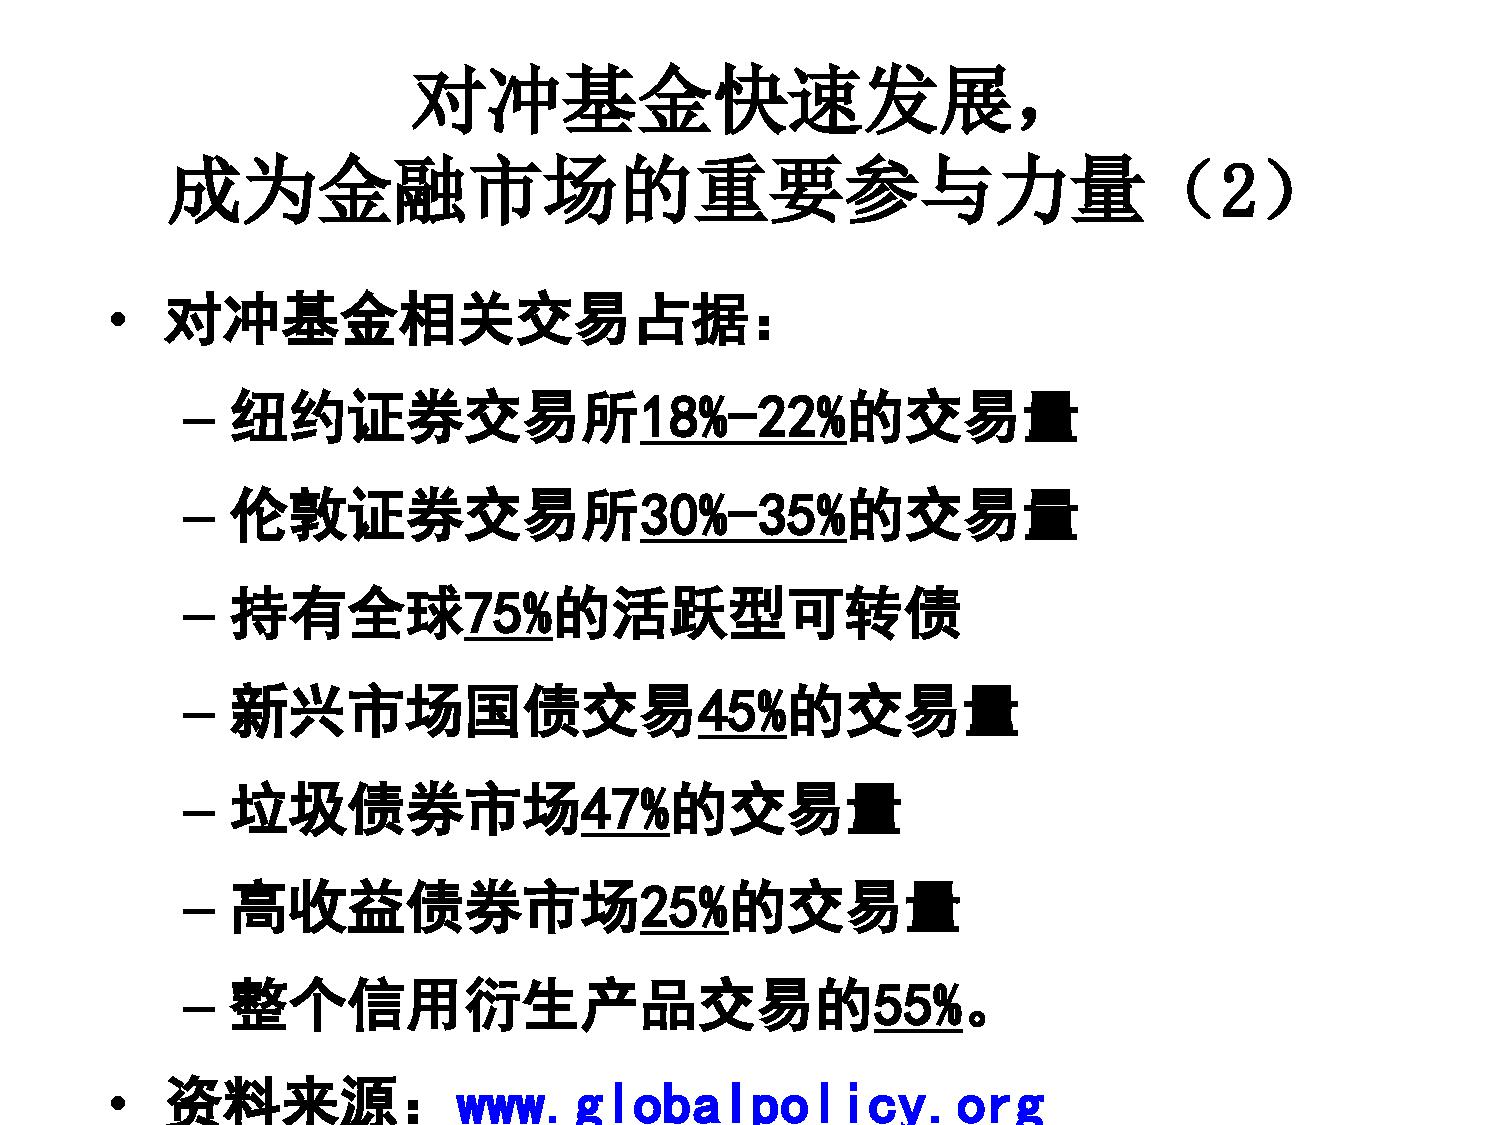 对冲基金快速发展，
成为金融市场的重要参与力量（2）
• 对冲基金相关交易占据：
– 纽约证券交易所18%-22%的交易量
– 伦敦证券交易所30%-35%的交易量
– 持有全球75%的活跃型可转债
– 新兴市场国债交易45%的交易量
– 垃圾债券市场47%的交易量
– 高收益债券市场25%的交易量
– 整个信用衍生产品交易的55%。
• 资料来源：www.globalpolicy.org